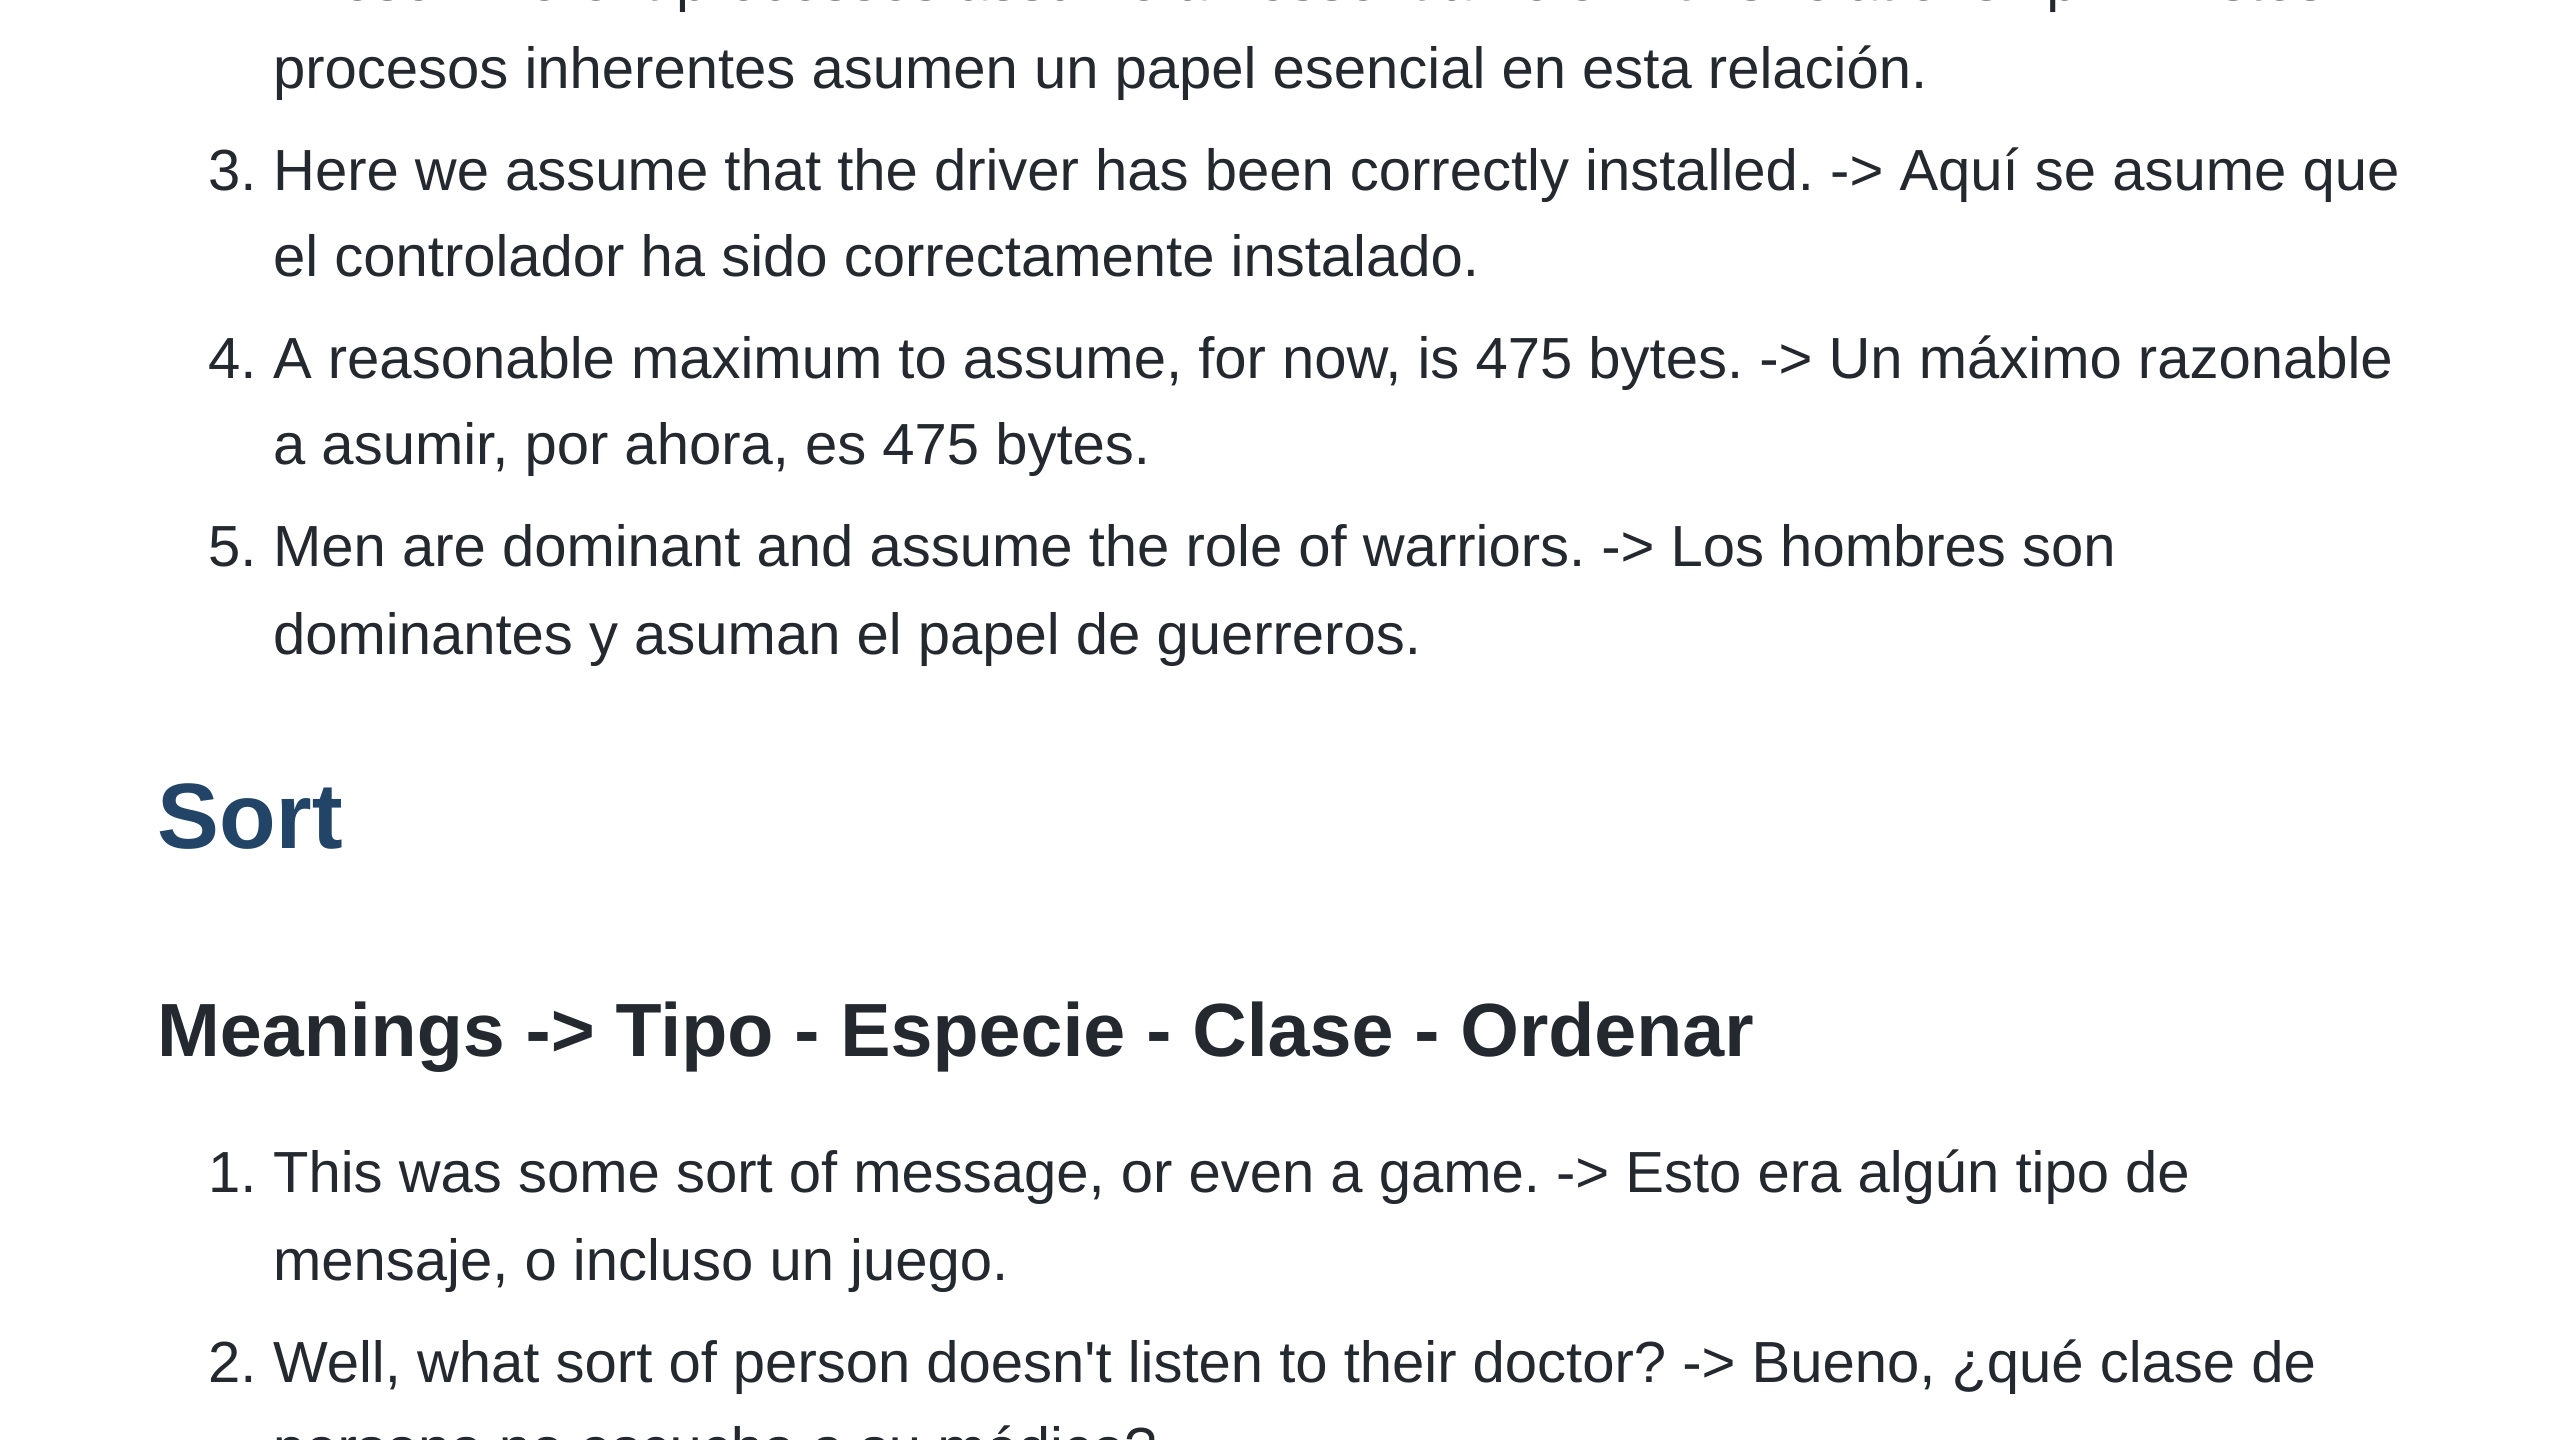 procesos inherentes asumen un papel esencial en esta relación.
3. Here we assume that the driver has been correctly installed. -> Aquí se asume que
el controlador ha sido correctamente instalado.
4. A reasonable maximum to assume, for now, is 475 bytes. -> Un máximo razonable
a asumir, por ahora, es 475 bytes.
5. Men are dominant and assume the role of warriors. -> Los hombres son
dominantes y asuman el papel de guerreros.
Sort
Meanings -> Tipo - Especie - Clase - Ordenar
1. This was some sort of message, or even a game. -> Esto era algún tipo de
mensaje, o incluso un juego.
2. Well, what sort of person doesn't listen to their doctor? -> Bueno, ¿qué clase de
persona no escucha a su médico?